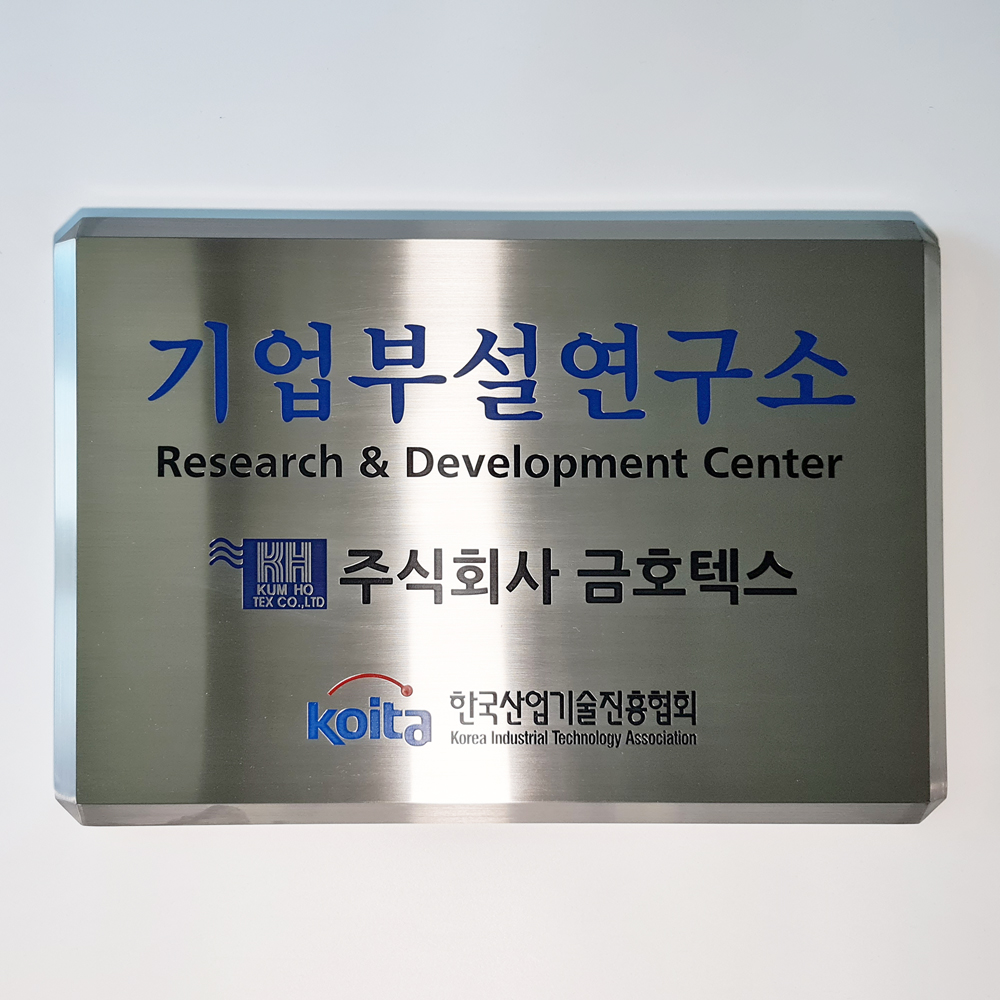 기업부설연구소
Research & Development Center
KH
KUM HO
TEX CO.,LTD
주식회사 금호텍스
koita
한국산업기술진흥협회
Korea Industrial Technology Association